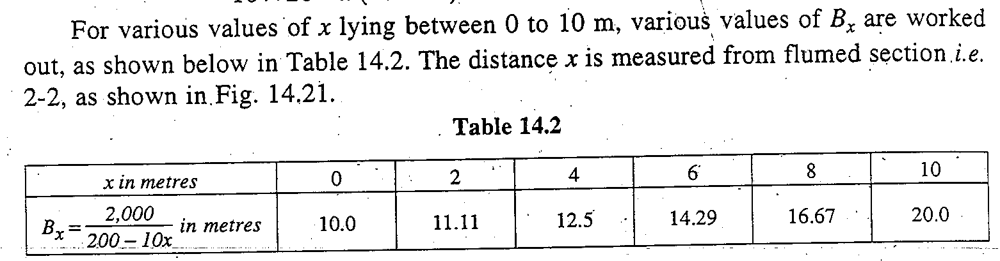 For various values of x lying between 0 to 10 m, various values of Bx are worked
out, as shown below in Table 14.2. The distance x is measured from flumed section i.e.
2-2, as shown in Fig. 14.21.
Table 14.2
x in metres 0 2 4 6 8 10
Bx = 2,000 / 200 – 10x in metres 10.0 11.11 12.5 14.29 16.67 20.0